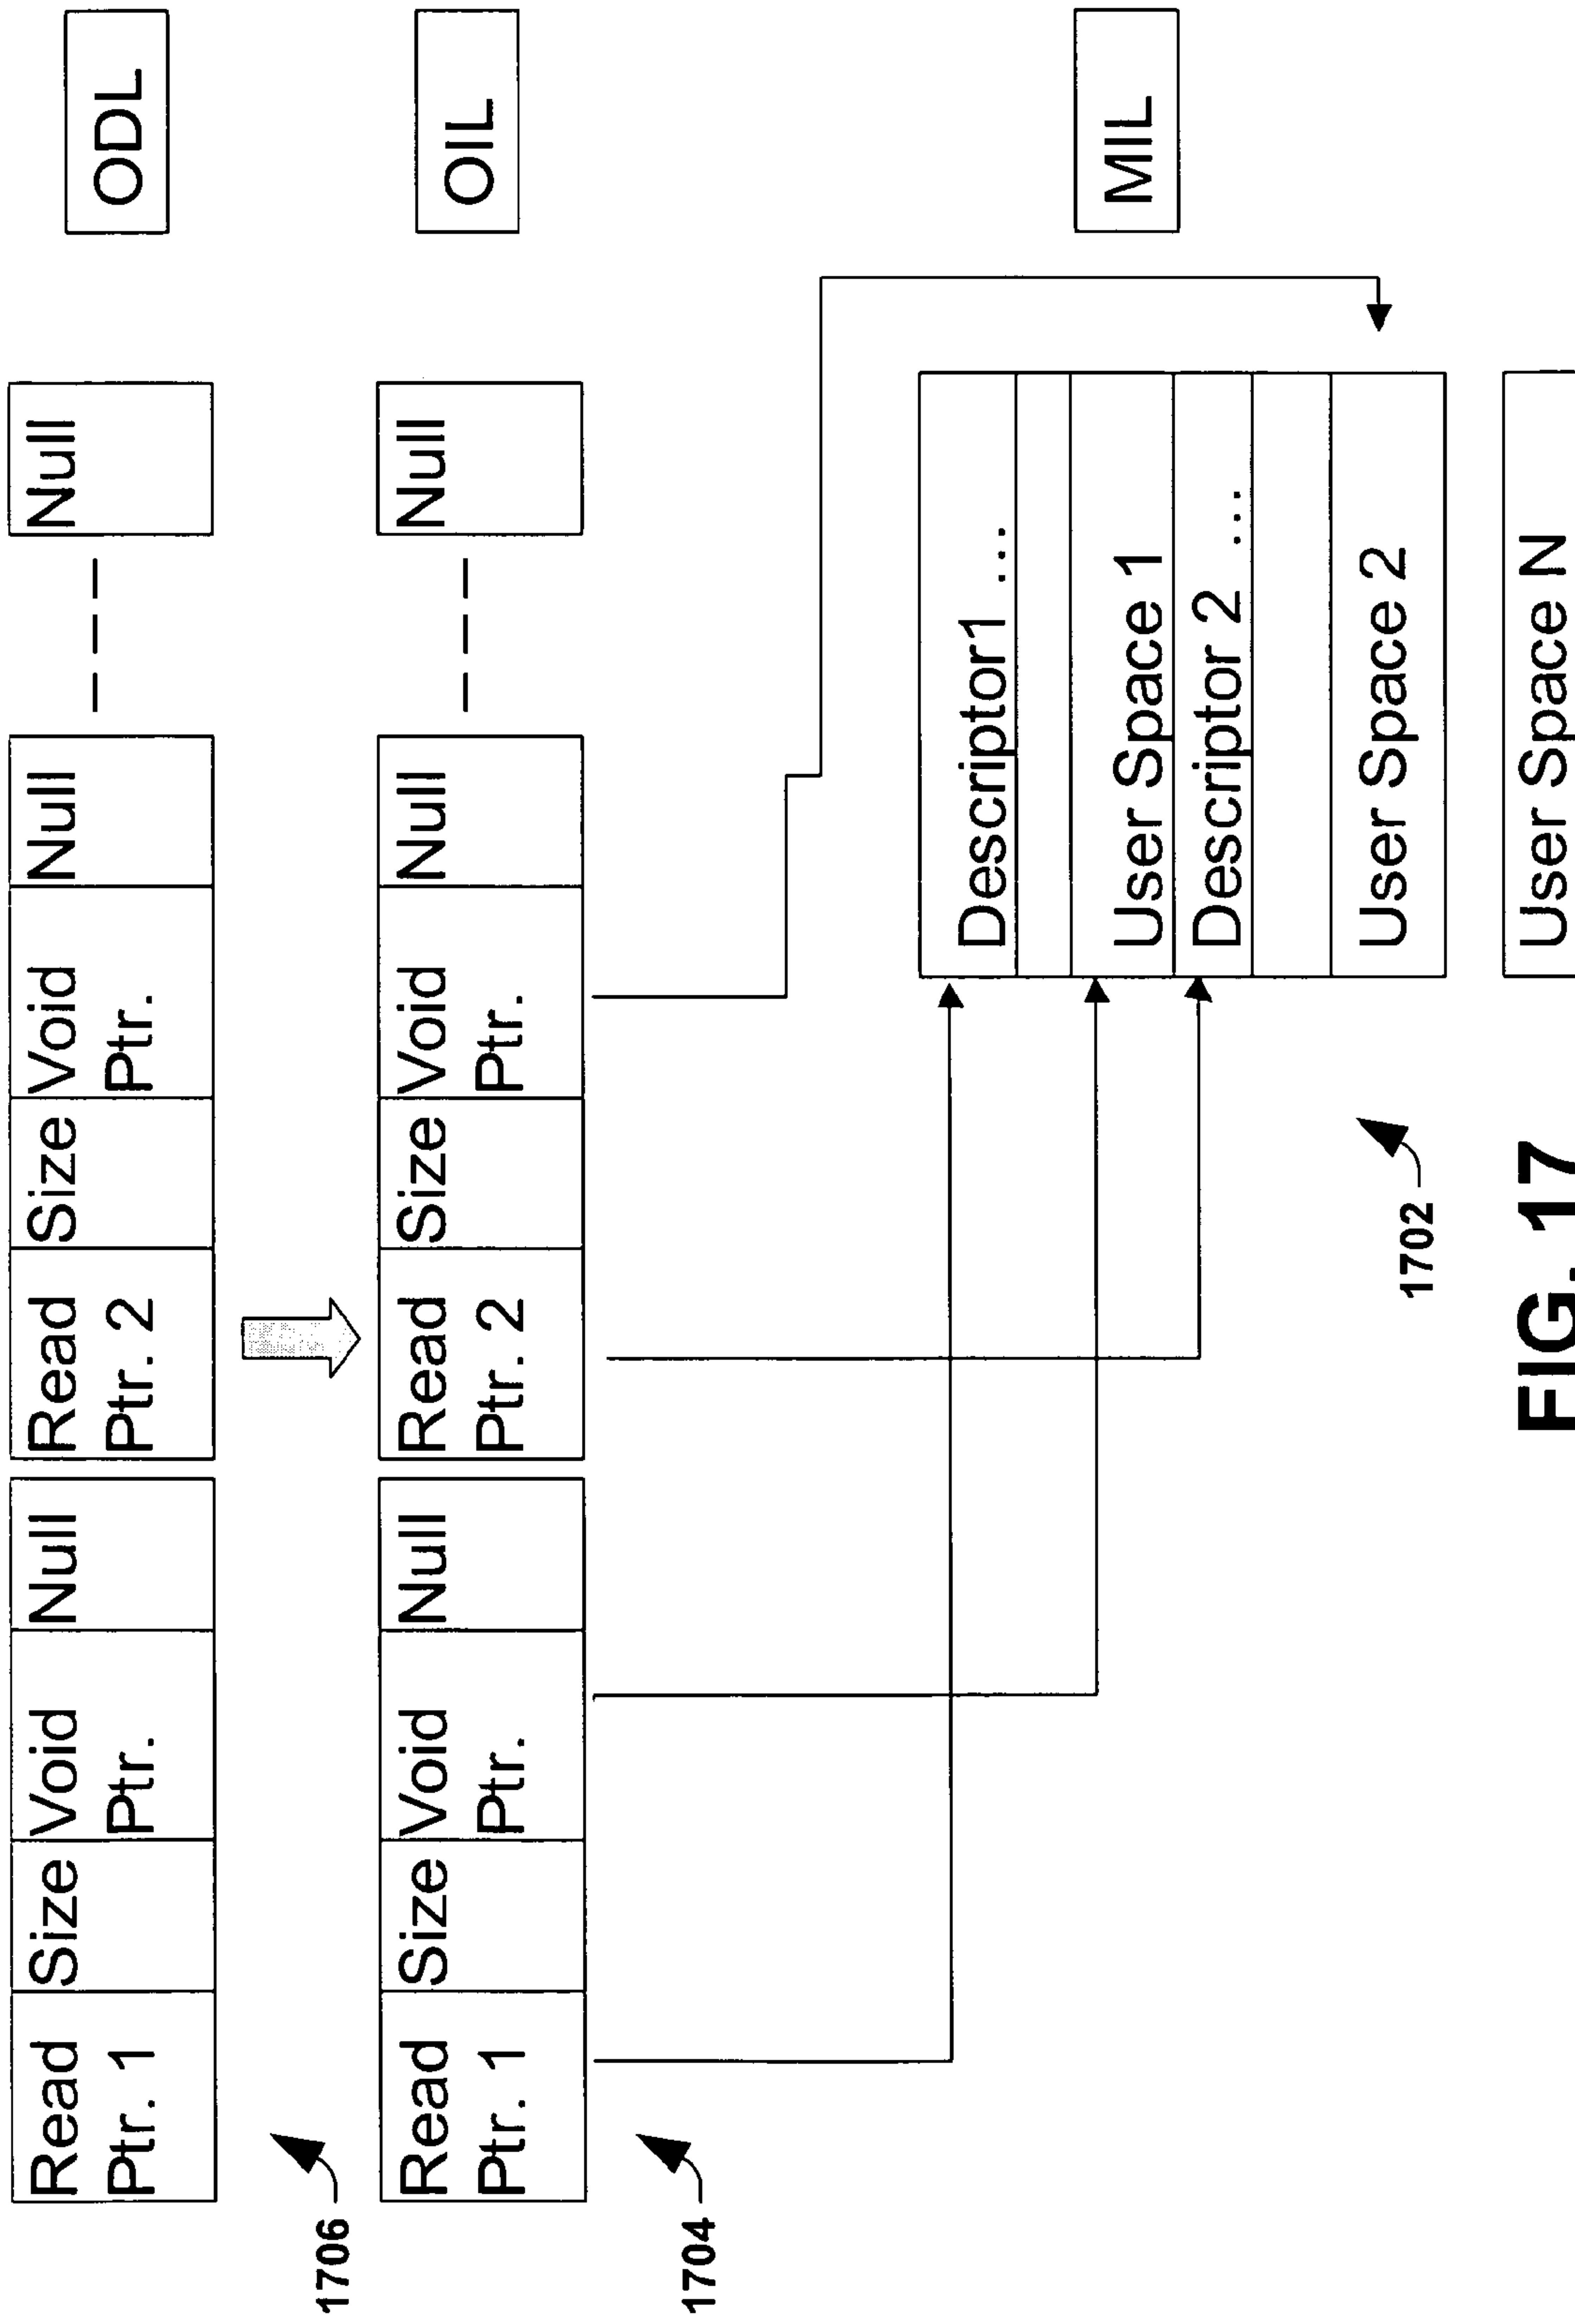 Read Ptr. 1 Size Void Ptr. Null Read Ptr. 2 Size Void Ptr. Null Null ODL
1706
Read Ptr. 1 Size Void Ptr. Null Read Ptr. 2 Size Void Ptr. Null Null OIL
1704
Descriptor1 ...
User Space 1
MIL
Descriptor 2 ....
User Space 2
1702
User Space N
FIG. 17